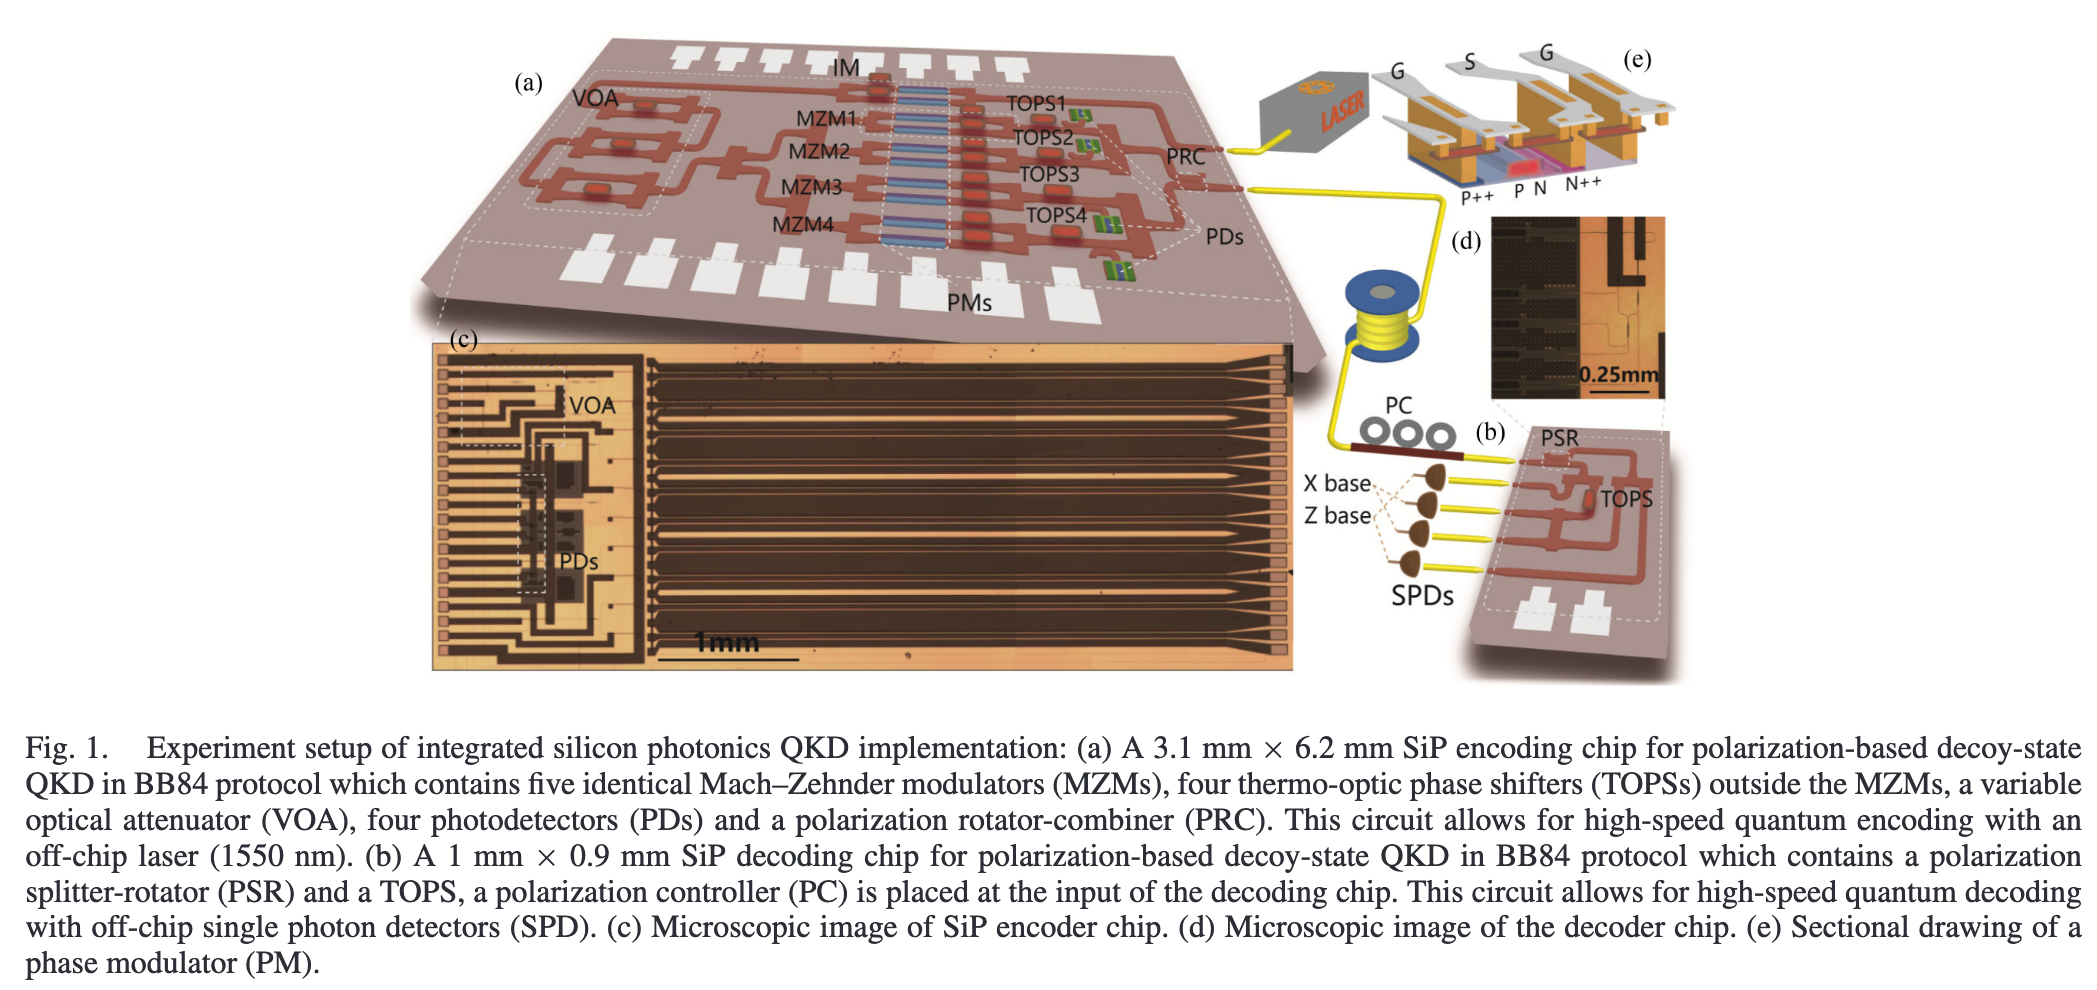 (a)
IM
VOA
MZM1
MZM2
MZM3
MZM4
TOPS1
TOPS2
TOPS3
TOPS4
PRC
PDs
PMs
LASER
(e)
G
S
G
P++
P
N
N++
(d)
0.25mm
(c)
VOA
PDs
1mm
PC
(b)
PSR
TOPS
X base
Z base
SPDs
Fig. 1. Experiment setup of integrated silicon photonics QKD implementation: (a) A 3.1 mm × 6.2 mm SiP encoding chip for polarization-based decoy-state
QKD in BB84 protocol which contains five identical Mach–Zehnder modulators (MZMs), four thermo-optic phase shifters (TOPSs) outside the MZMs, a variable
optical attenuator (VOA), four photodetectors (PDs) and a polarization rotator-combiner (PRC). This circuit allows for high-speed quantum encoding with an
off-chip laser (1550 nm). (b) A 1 mm × 0.9 mm SiP decoding chip for polarization-based decoy-state QKD in BB84 protocol which contains a polarization
splitter-rotator (PSR) and a TOPS, a polarization controller (PC) is placed at the input of the decoding chip. This circuit allows for high-speed quantum decoding
with off-chip single photon detectors (SPD). (c) Microscopic image of SiP encoder chip. (d) Microscopic image of the decoder chip. (e) Sectional drawing of a
phase modulator (PM).